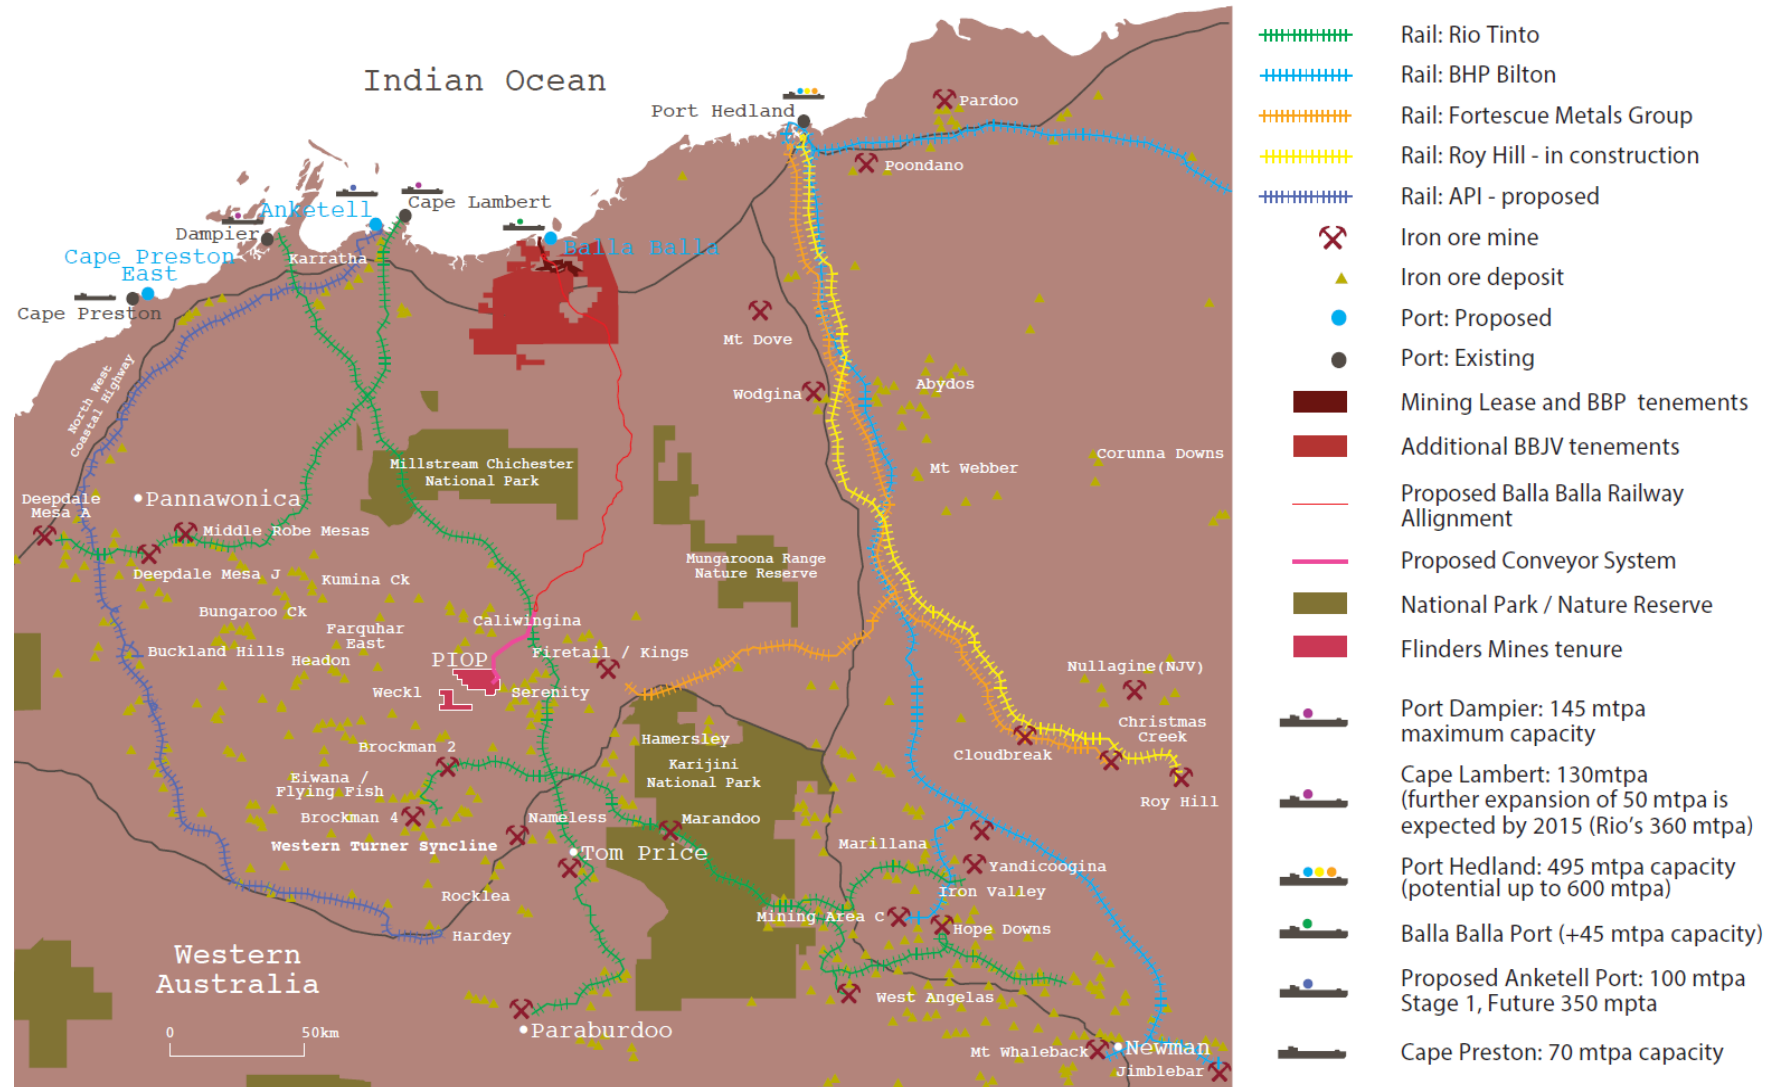 Indian Ocean
Port Hedland
Pardoo
Poondano
Cape Lambert
Anketell
Dampier
Balla Balla
Cape Preston
East
Karratha
Cape Preston
Mt Dove
North West
Coastal Highway
Abydos
Wodgina
Corunna Downs
Millstream Chichester
National Park
Mt Webber
Deepdale
Mesa A
Pannawonica
Middle Robe Mesas
Mungaroona Range
Nature Reserve
Deepdale Mesa J
Kumina Ck
Bungaroo Ck
Caliwingina
Farquhar
East
Buckland Hills
Headon
PIOP
Firetail / Kings
Nullagine(NJV)
Weckl
Serenity
Christmas
Creek
Hamersley
Brockman 2
Cloudbreak
Karijini
National Park
Eiwana /
Flying Fish
Roy Hill
Brockman 4
Nameless
Marandoo
Western Turner Syncline
Tom Price
Marillana
Yandicoogina
Rocklea
Iron Valley
Mining Area C
Hope Downs
Hardey
Western
Australia
West Angelas
0
50km
Paraburdoo
Mt Whaleback
Newman
Jimblebar
Rail: Rio Tinto
Rail: BHP Bilton
Rail: Fortescue Metals Group
Rail: Roy Hill - in construction
Rail: API - proposed
Iron ore mine
Iron ore deposit
Port: Proposed
Port: Existing
Mining Lease and BBP tenements
Additional BBJV tenements
Proposed Balla Balla Railway
Allignment
Proposed Conveyor System
National Park / Nature Reserve
Flinders Mines tenure
Port Dampier: 145 mtpa
maximum capacity
Cape Lambert: 130mtpa
(further expansion of 50 mtpa is
expected by 2015 (Rio's 360 mtpa)
Port Hedland: 495 mtpa capacity
(potential up to 600 mtpa)
Balla Balla Port (+45 mtpa capacity)
Proposed Anketell Port: 100 mtpa
Stage 1, Future 350 mpta
Cape Preston: 70 mtpa capacity